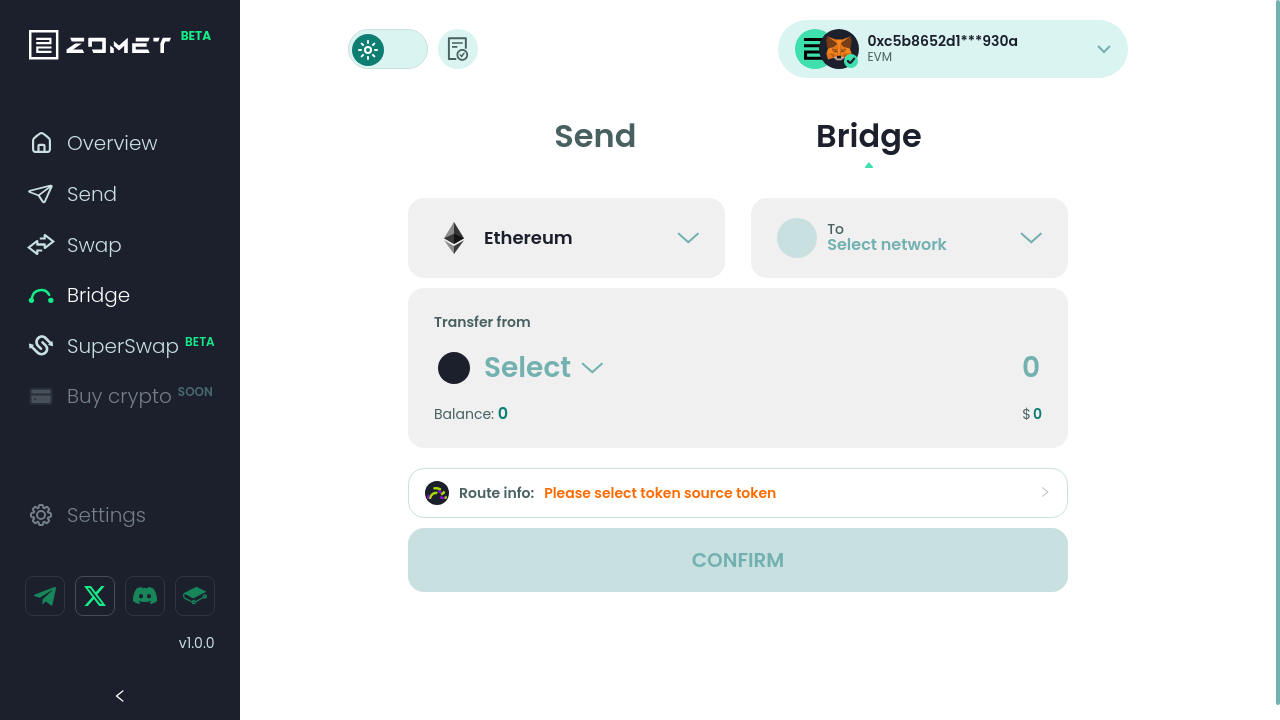 ZOMET BETA
Overview
Send
Swap
Bridge
SuperSwap BETA
Buy crypto SOON
Settings
v1.0.0
0xc5b8652d1***930a
EVM
Send
Bridge
Ethereum
To
Select network
Transfer from
Select
0
Balance: 0
$ 0
Route info: Please select token source token
CONFIRM